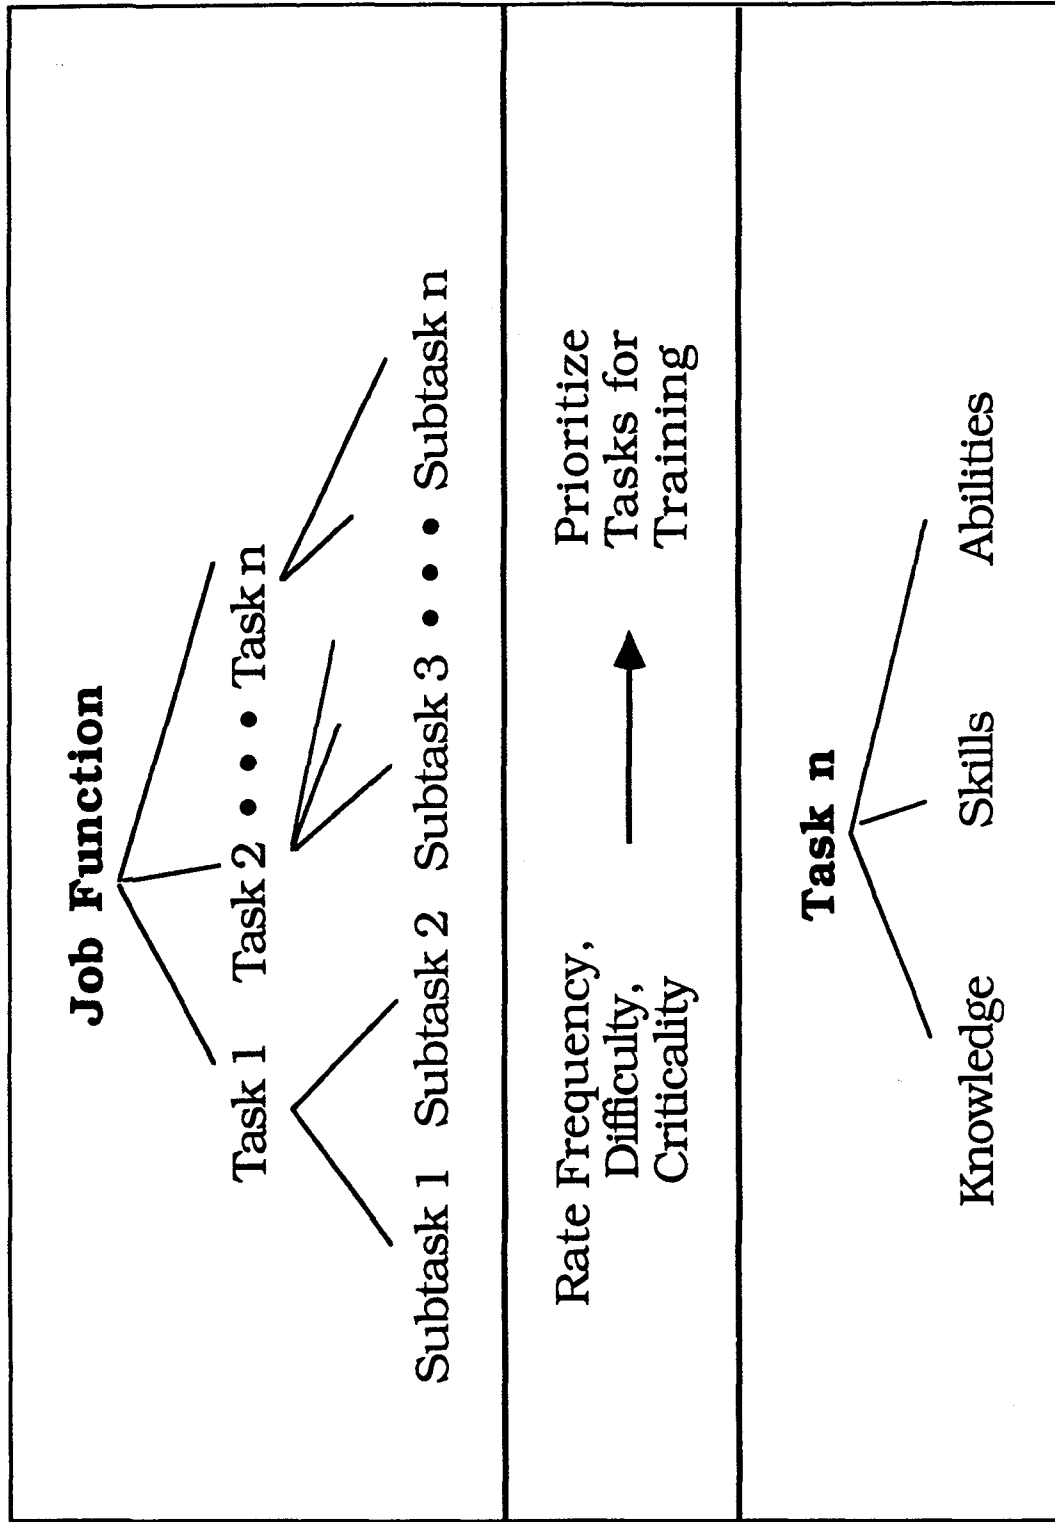 Job Function
Task 1 Task 2 • • • Task n
Subtask 1 Subtask 2 Subtask 3 • • • Subtask n
Rate Frequency,
Difficulty,
Criticality
Prioritize
Tasks for
Training
Task n
Knowledge Skills Abilities